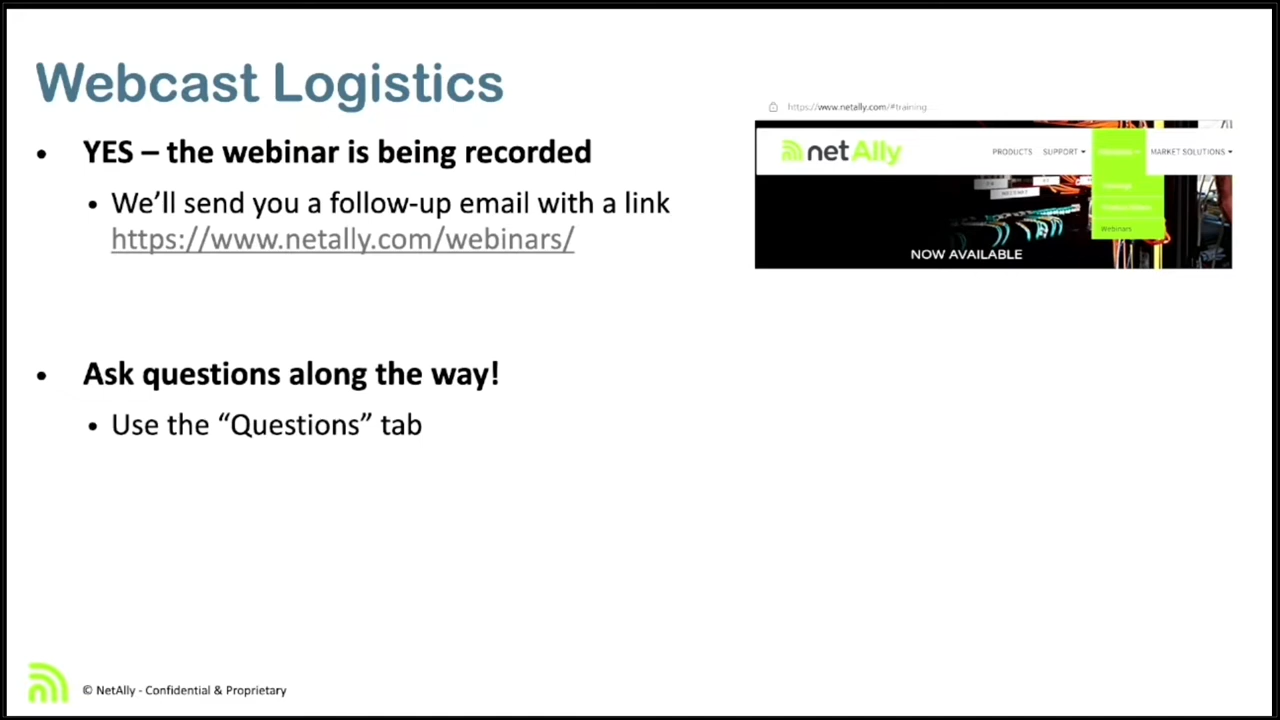 Webcast Logistics
• YES – the webinar is being recorded
• We’ll send you a follow-up email with a link
https://www.netally.com/webinars/
https://www.netally.com/#training
netAlly
PRODUCTS SUPPORT MARKET SOLUTIONS
Webinars
NOW AVAILABLE
• Ask questions along the way!
• Use the “Questions” tab
© NetAlly - Confidential & Proprietary